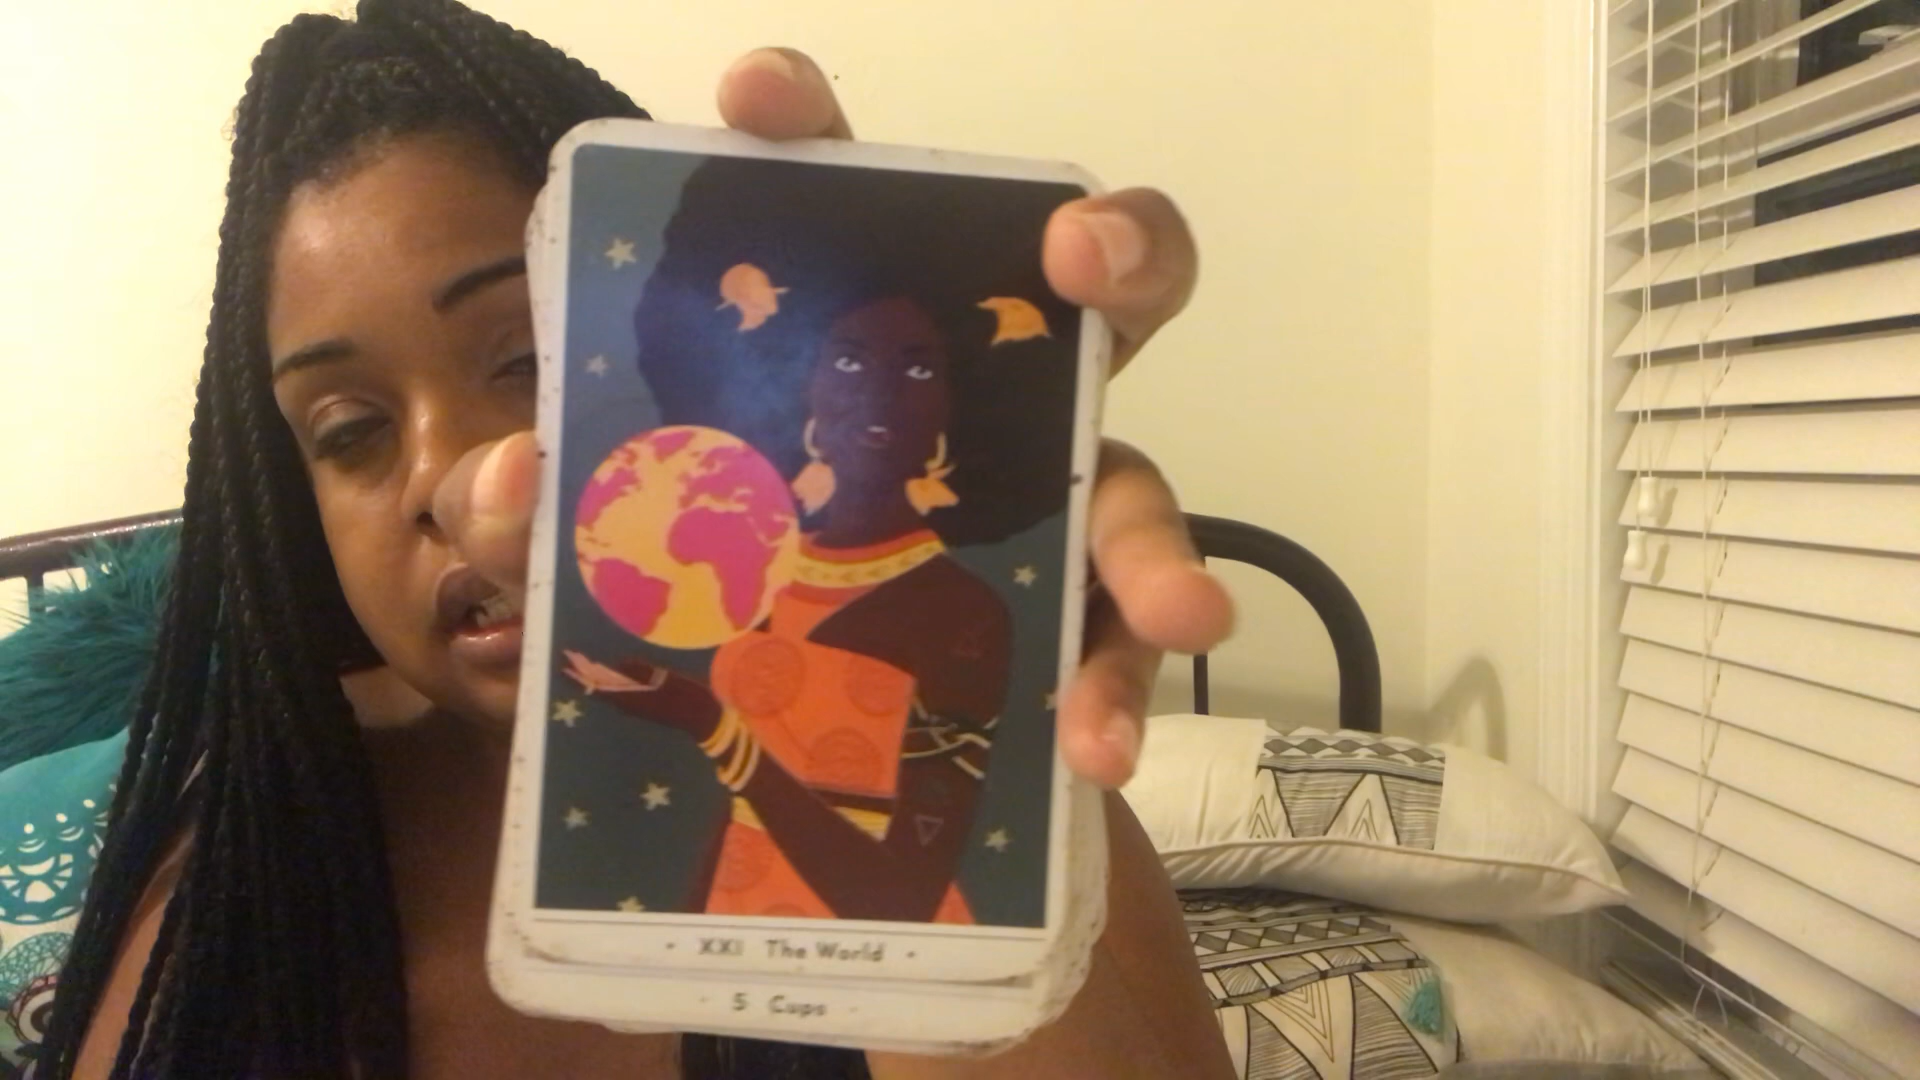 • XXI The World •
· 5 Cups ·